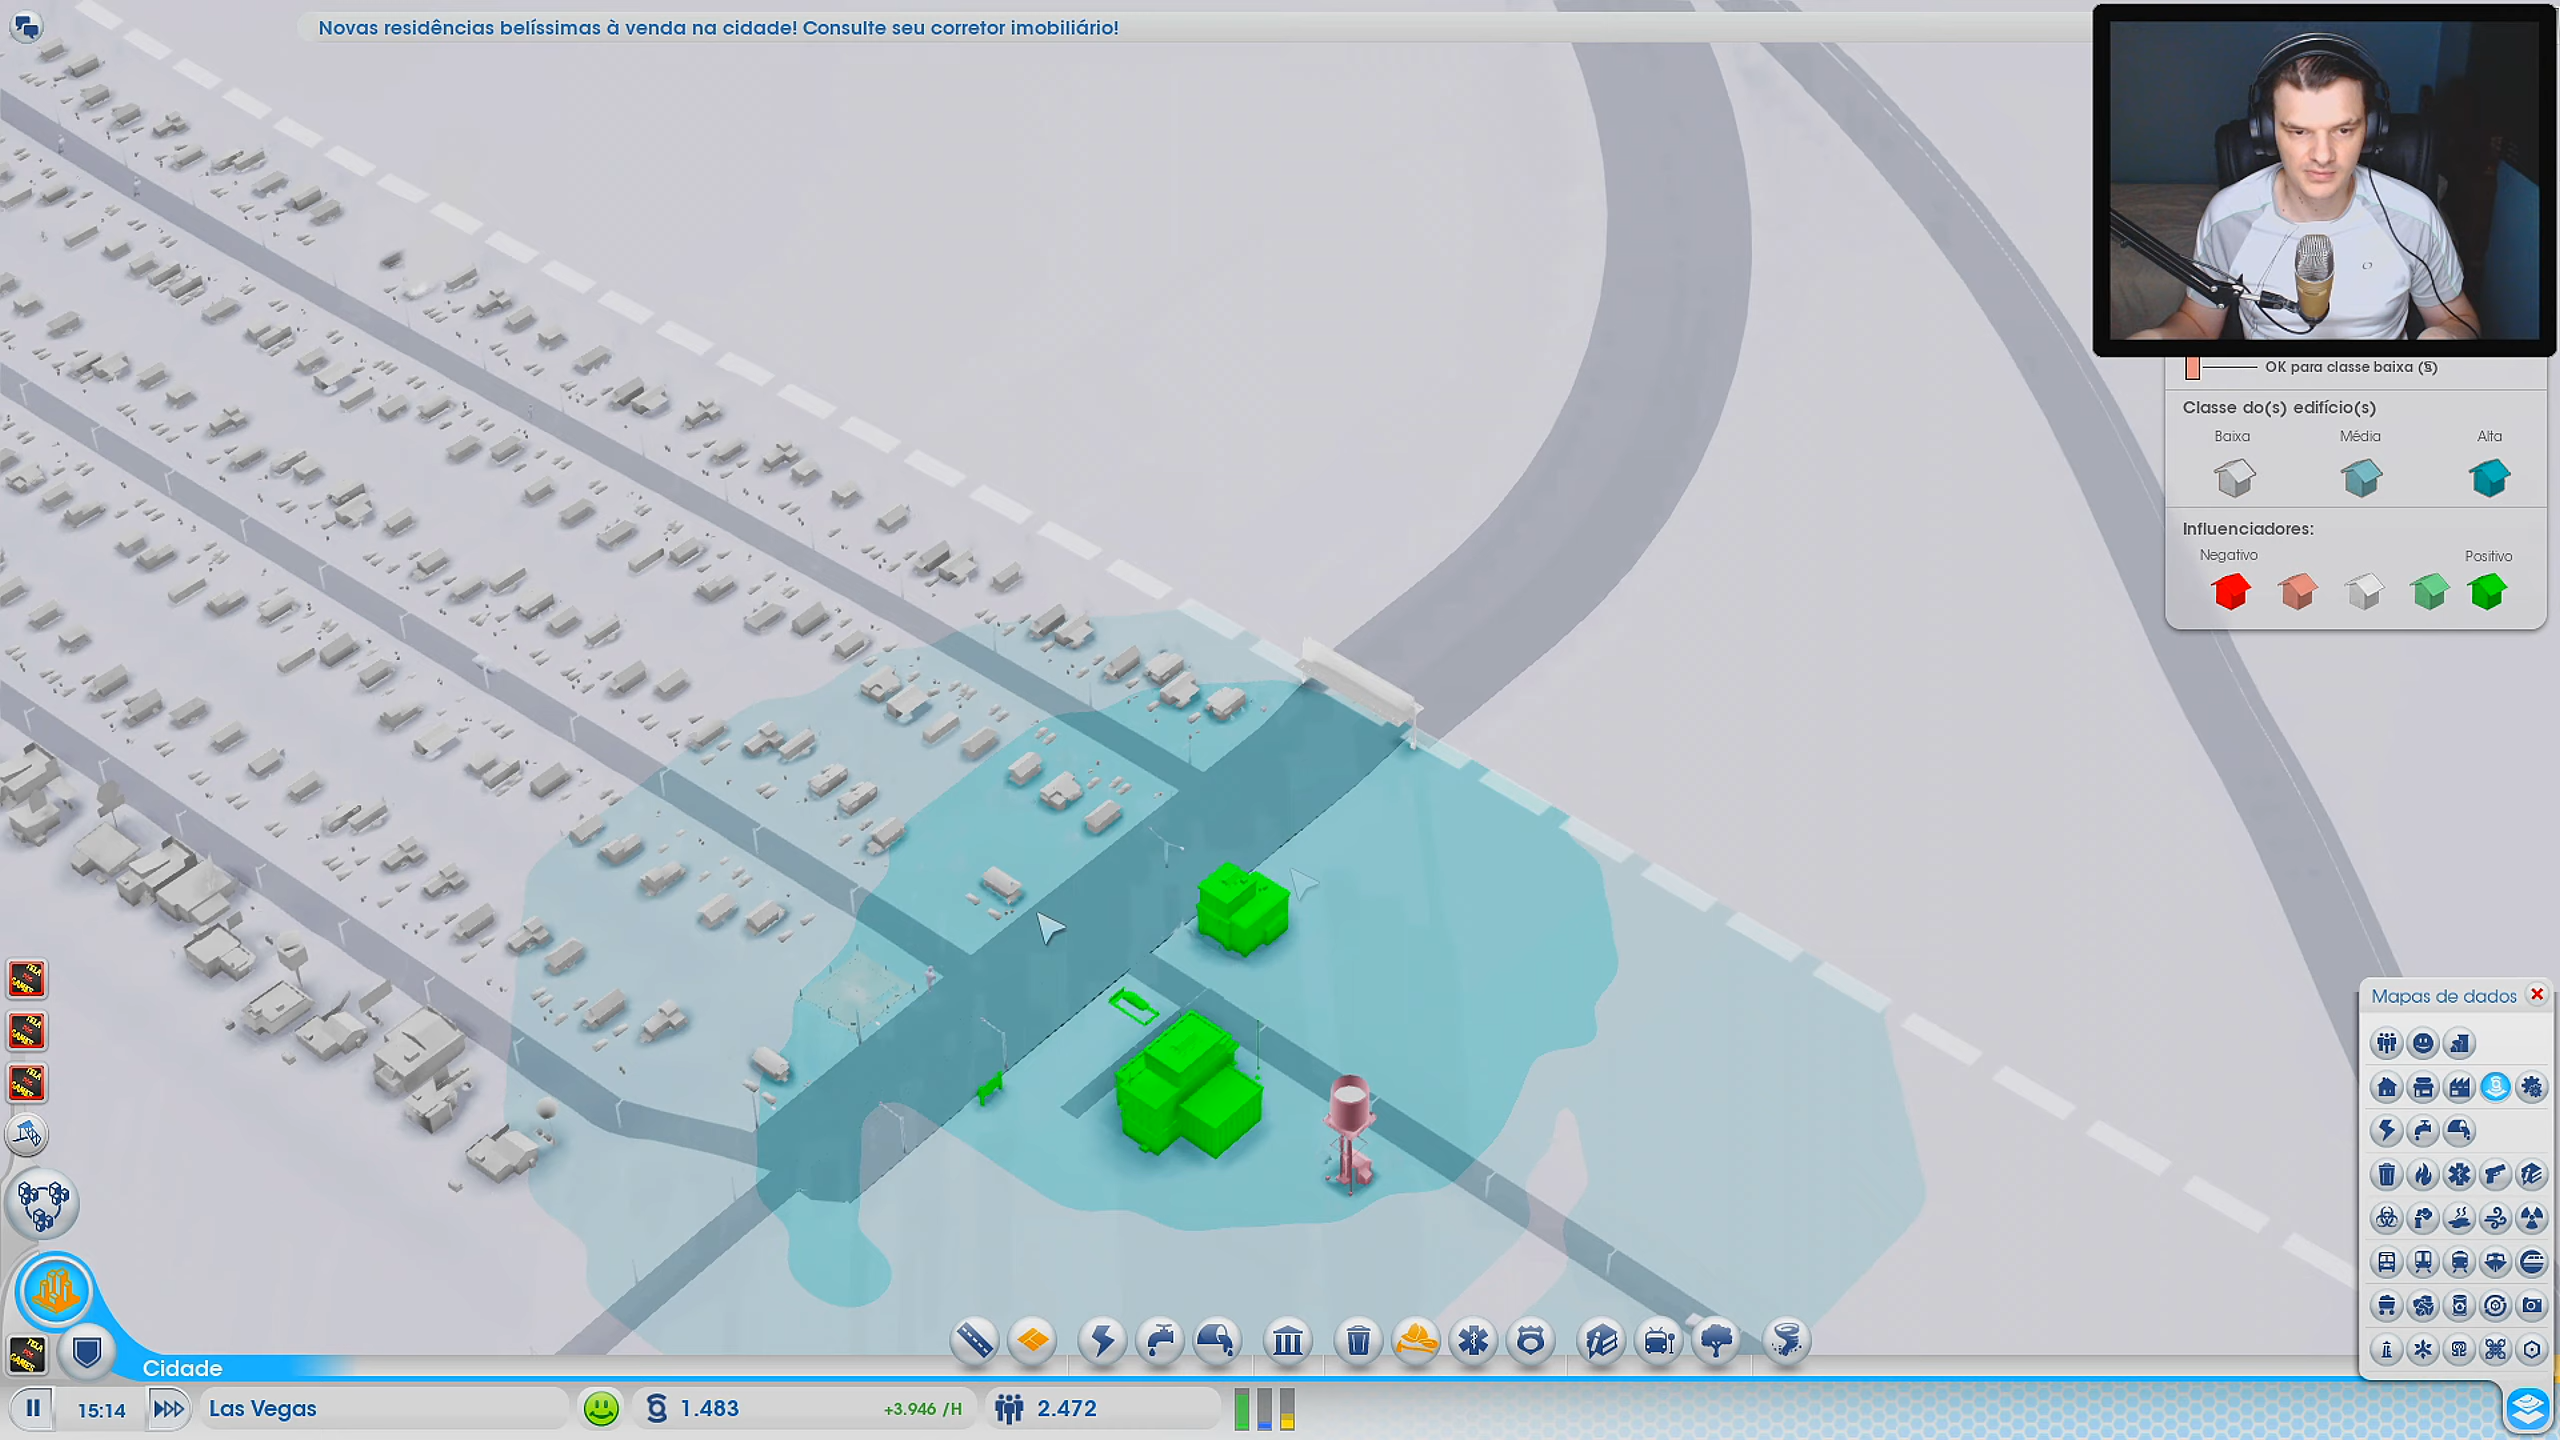 Novas residências belíssimas à venda na cidade! Consulte seu corretor imobiliário!
OK para classe baixa (§)
Classe do(s) edifício(s)
Baixa
Média
Alta
Influenciadores:
Negativo
Positivo
Mapas de dados
Cidade
15:14
Las Vegas
1.483
+3.946 /H
2.472